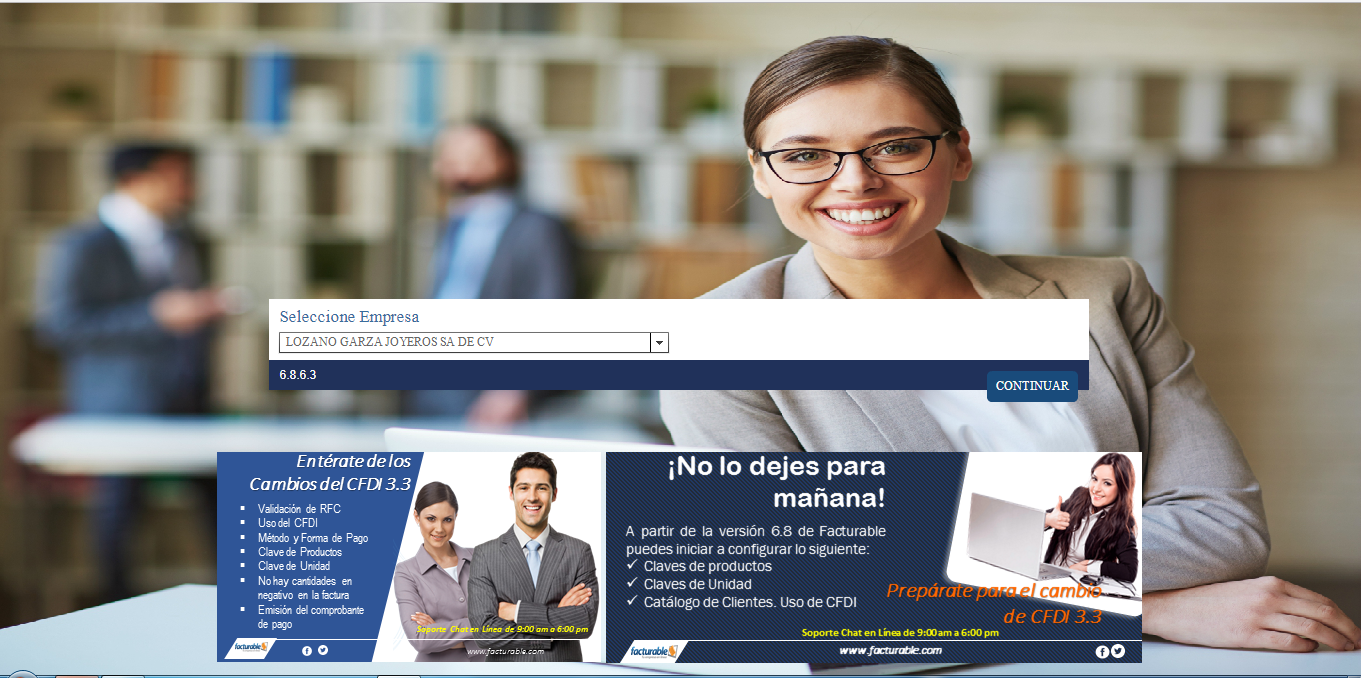 Seleccione Empresa
LOZANO GARZA JOYEROS SA DE CV
6.8.6.3
CONTINUAR
Entérate de los
Cambios del CFDI 3.3
▪ Validación de RFC
▪ Uso del CFDI
▪ Método y Forma de Pago
▪ Clave de Productos
▪ Clave de Unidad
▪ No hay cantidades en
negativo en la factura
▪ Emisión del comprobante
de pago
Soporte Chat en Línea de 9:00 am a 6:00 pm
facturable
www.facturable.com
¡No lo dejes para
mañana!
A partir de la versión 6.8 de Facturable
puedes iniciar a configurar lo siguiente:
✓ Claves de productos
✓ Claves de Unidad
✓ Catálogo de Clientes. Uso de CFDI
Prepárate para el cambio
de CFDI 3.3
Soporte Chat en Línea de 9:00am a 6:00 pm
facturable
www.facturable.com